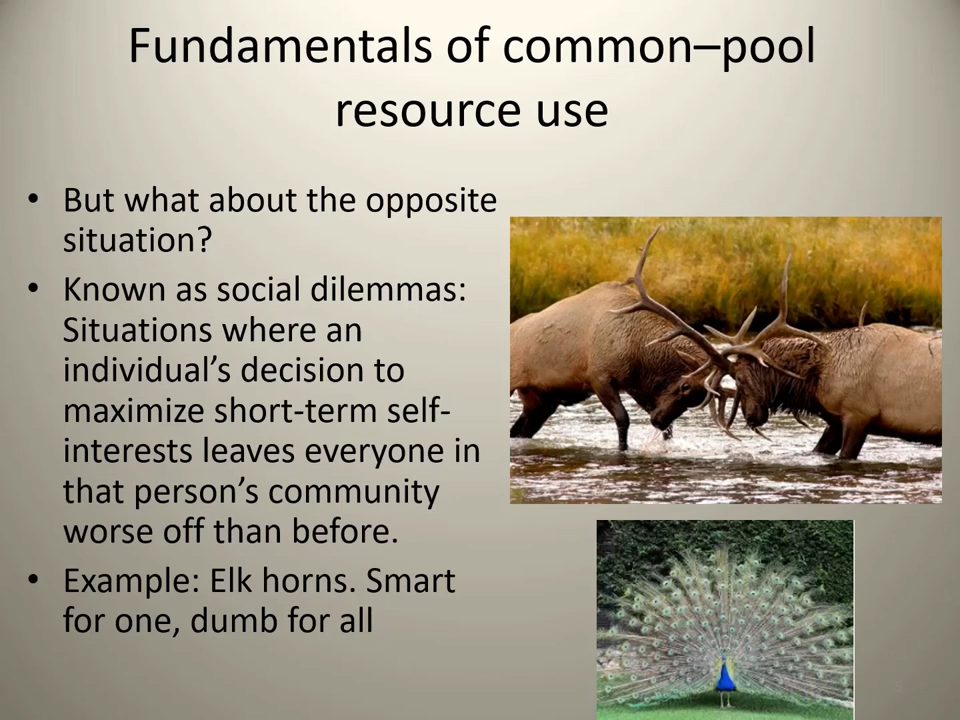 Fundamentals of common–pool
resource use
• But what about the opposite
situation?
• Known as social dilemmas:
Situations where an
individual’s decision to
maximize short-term self-
interests leaves everyone in
that person’s community
worse off than before.
• Example: Elk horns. Smart
for one, dumb for all